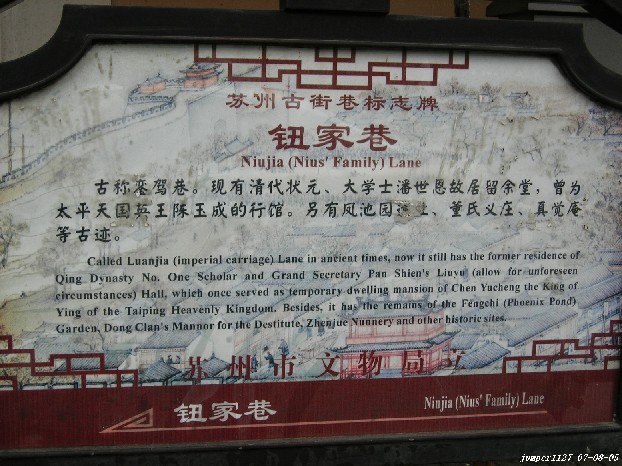 苏州古街巷标志牌
钮家巷
Niujia (Nius' Family) Lane
古称銮驾巷。现有清代状元、大学士潘世恩故居留余堂，曾为
太平天国英王陈玉成的行馆。另有凤池园遗址、董氏义庄、真觉庵
等古迹。
Called Luanjia (imperial carriage) Lane in ancient times, now it still has the former residence of
Qing Dynasty No. One Scholar and Grand Secretary Pan Shien's Liuyu (allow for unforeseen
circumstances) Hall, which once served as temporary dwelling mansion of Chen Yucheng the King of
Ying of the Taiping Heavenly Kingdom. Besides, it has the remains of the Fengchi (Phoenix Pond)
Garden, Dong Clan's Mannor for the Destitute, Zhenjue Nunnery and other historic sites.
苏州市文物局立
钮家巷
Niujia (Nius' Family) Lane
jumper1127 07-08-05